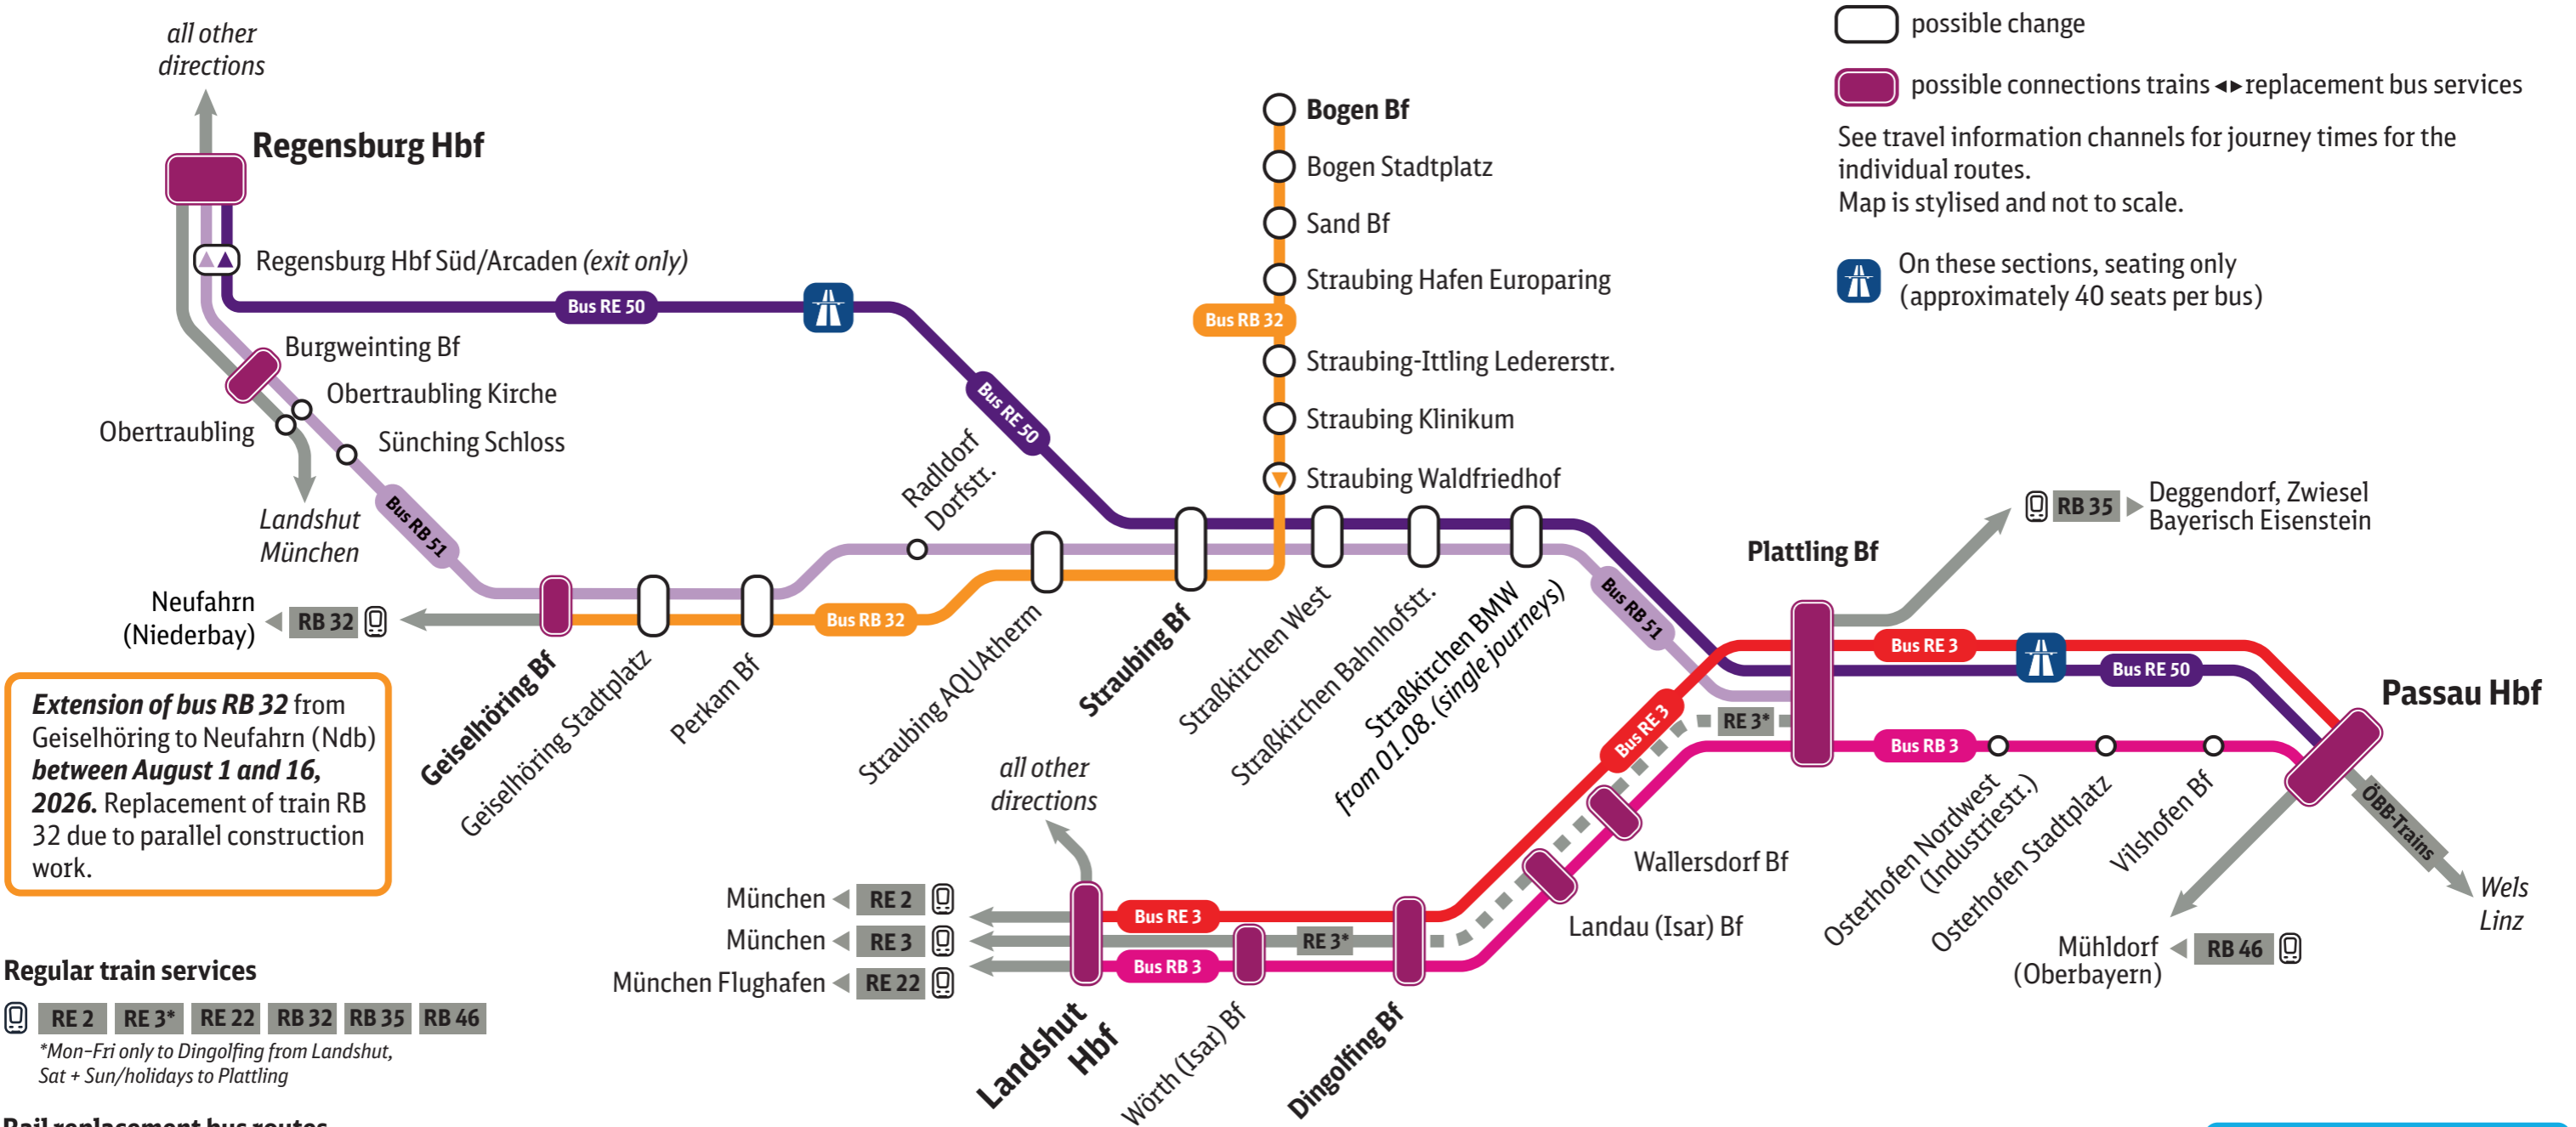 all other
directions
Regensburg Hbf
Regensburg Hbf Süd/Arcaden (exit only)
Bus RE 50
Burgweinting Bf
Obertraubling Kirche
Obertraubling
Sünching Schloss
Landshut
München
Bus RB 51
Bus RE 50
Radldorf
Dorfstr.
Neufahrn
(Niederbay)
RB 32
Bus RB 32
Geiselhöring Bf
Geiselhöring Stadtplatz
Perkam Bf
Straubing AQUAtherm
Straubing Bf
Straßkirchen West
Straßkirchen Bahnhofstr.
Straßkirchen BMW
from 01.08. (single journeys)
Bogen Bf
Bogen Stadtplatz
Sand Bf
Straubing Hafen Europaring
Bus RB 32
Straubing-Ittling Ledererstr.
Straubing Klinikum
Straubing Waldfriedhof
possible change
possible connections trains ◂▸ replacement bus services
See travel information channels for journey times for the
individual routes.
Map is stylised and not to scale.
On these sections, seating only
(approximately 40 seats per bus)
RB 35
Deggendorf, Zwiesel
Bayerisch Eisenstein
Plattling Bf
Bus RB 51
Bus RE 3
Bus RE 50
Passau Hbf
RE 3*
Bus RE 3
Bus RB 3
Osterhofen Nordwest
(Industriestr.)
Osterhofen Stadtplatz
Vilshofen Bf
ÖBB-Trains
Wels
Linz
Mühldorf
(Oberbayern)
RB 46
Wallersdorf Bf
Landau (Isar) Bf
all other
directions
München
RE 2
München
RE 3
München Flughafen
RE 22
Bus RE 3
RE 3*
Bus RB 3
Landshut
Hbf
Wörth (Isar) Bf
Dingolfing Bf
Extension of bus RB 32 from
Geiselhöring to Neufahrn (Ndb)
between August 1 and 16,
2026. Replacement of train RB
32 due to parallel construction
work.
Regular train services
RE 2 RE 3* RE 22 RB 32 RB 35 RB 46
*Mon–Fri only to Dingolfing from Landshut,
Sat + Sun/holidays to Plattling
Rail replacement bus routes